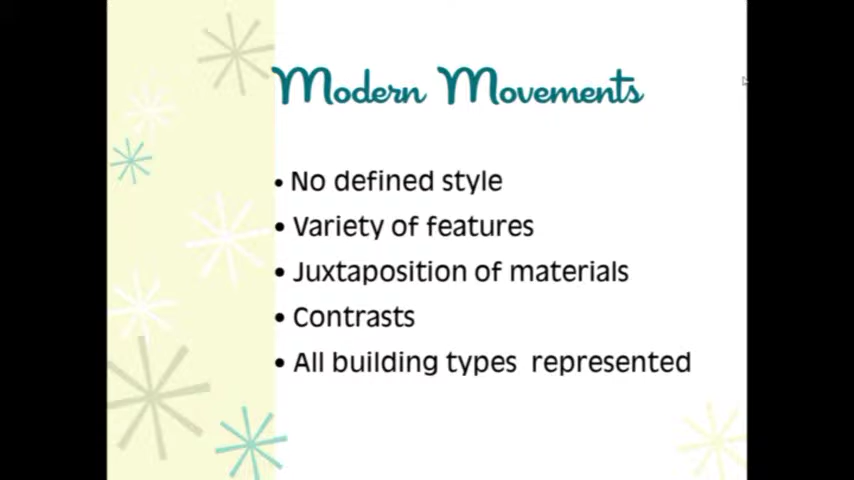 Modern Movements
• No defined style
• Variety of features
• Juxtaposition of materials
• Contrasts
• All building types  represented